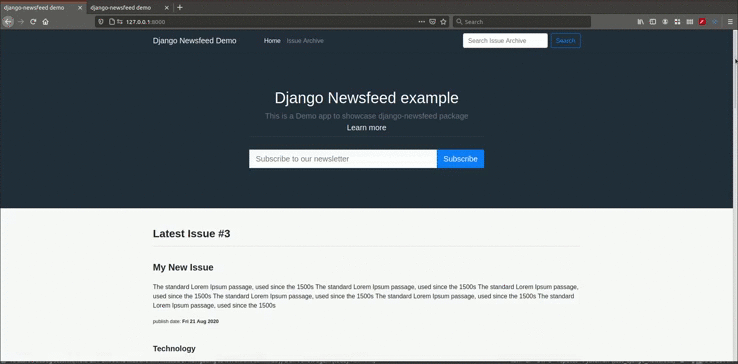 django-newsfeed demo
django-newsfeed demo
127.0.0.1:8000
Search
Django Newsfeed Demo
Home
Issue Archive
Search Issue Archive
Search
Django Newsfeed example
This is a Demo app to showcase django-newsfeed package
Learn more
Subscribe to our newsletter
Subscribe
Latest Issue #3
My New Issue
The standard Lorem Ipsum passage, used since the 1500s The standard Lorem Ipsum passage, used since the 1500s The standard Lorem Ipsum passage,
used since the 1500s The standard Lorem Ipsum passage, used since the 1500s The standard Lorem Ipsum passage, used since the 1500s The standard
Lorem Ipsum passage, used since the 1500s
publish date: Fri 21 Aug 2020
Technology